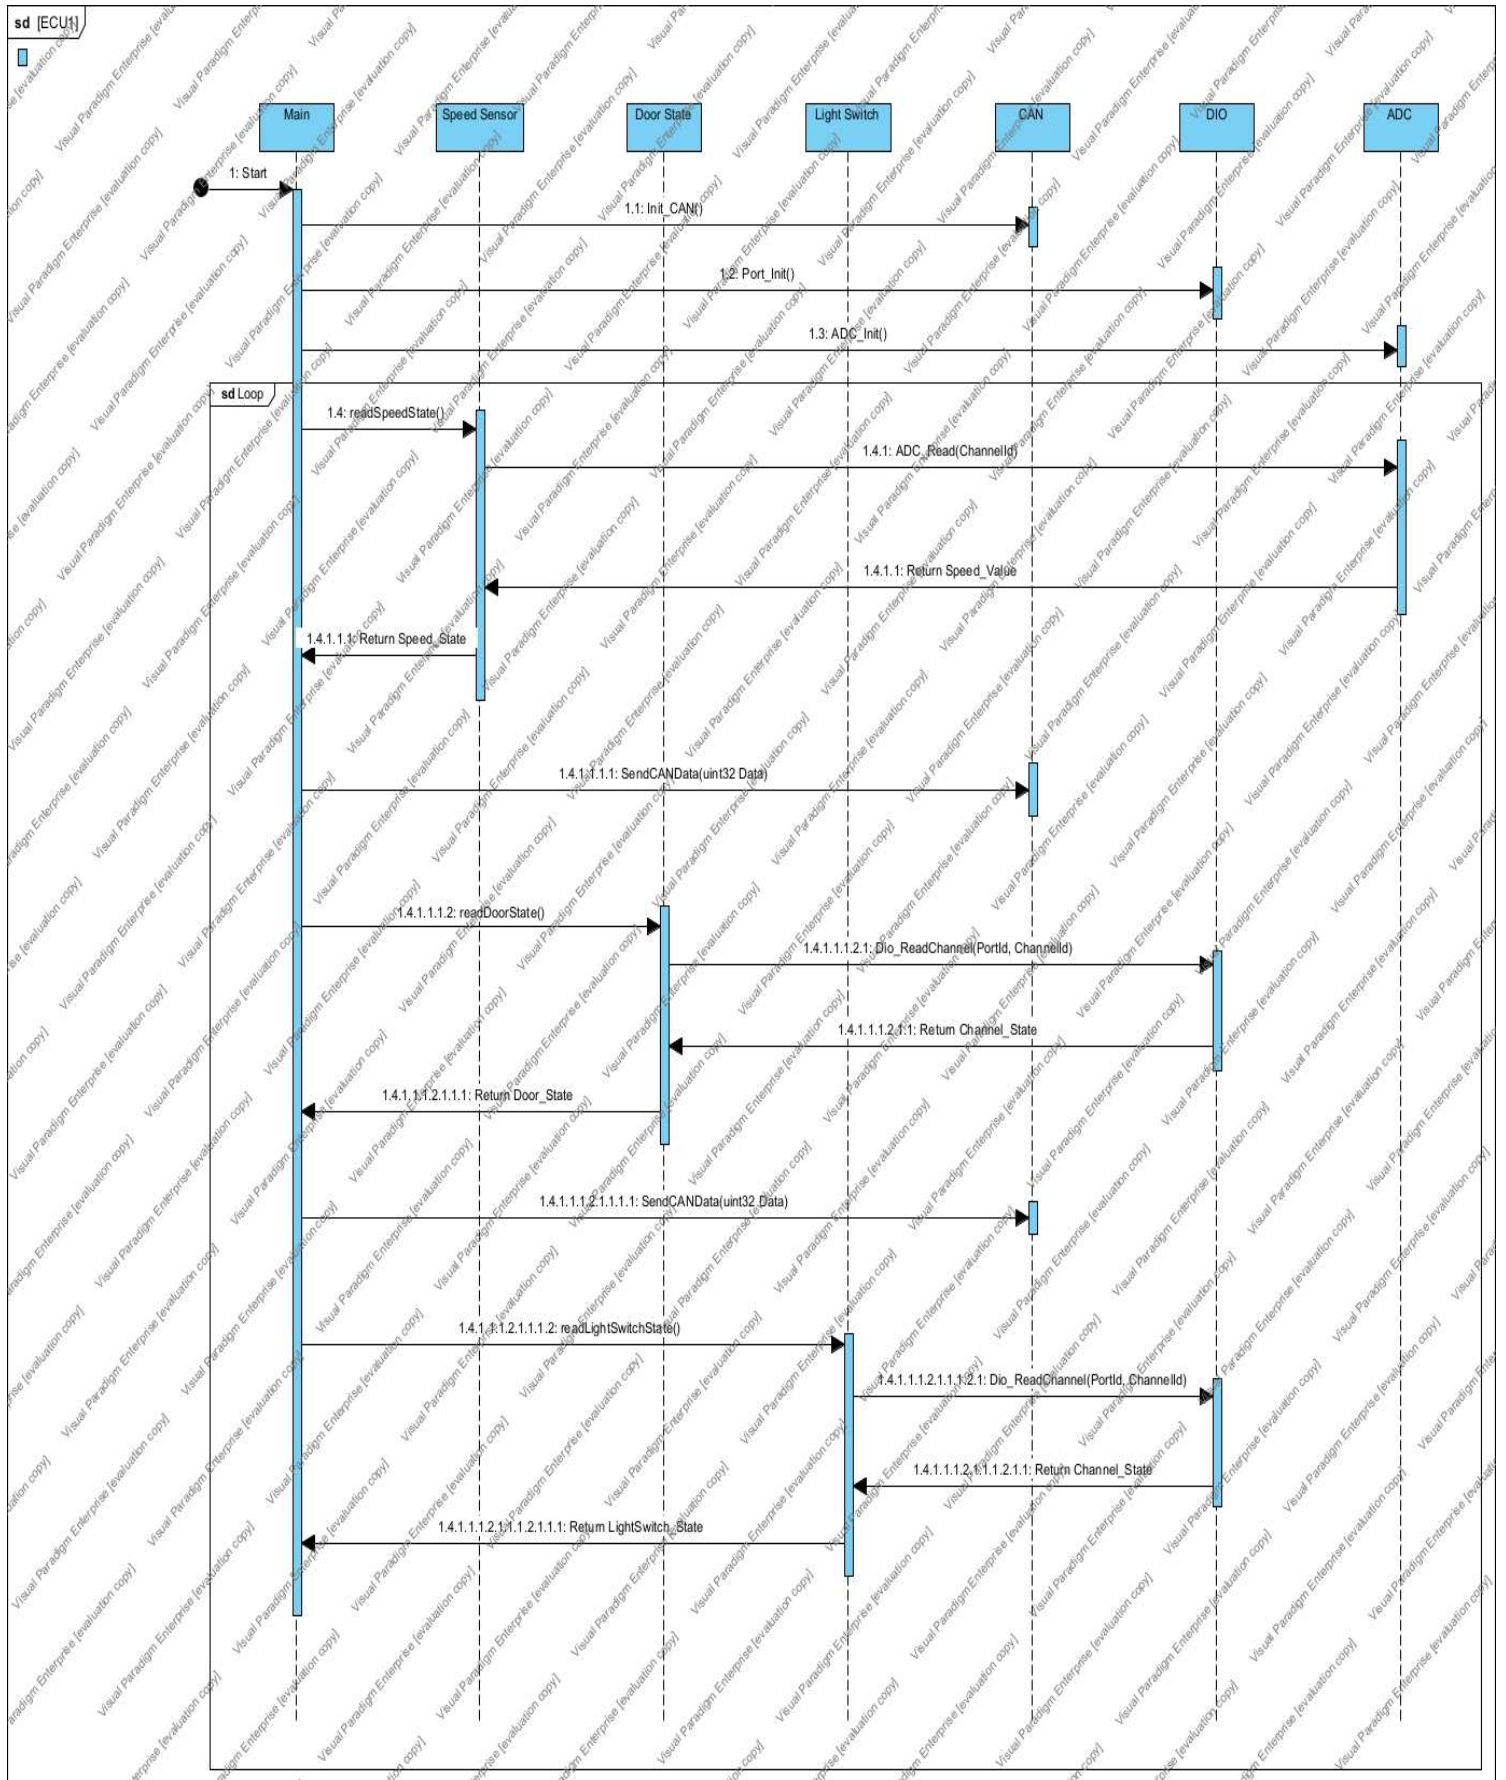 sd [ECU1]
Main
Speed Sensor
Door State
Light Switch
CAN
DIO
ADC
1: Start
1.1: Init_CAN()
1.2: Port_Init()
1.3: ADC_Init()
sd Loop
1.4: readSpeedState()
1.4.1: ADC_Read(ChannelId)
1.4.1.1: Return Speed_Value
1.4.1.1.1: Return Speed_State
1.4.1.1.1.1: SendCANData(uint32 Data)
1.4.1.1.1.2: readDoorState()
1.4.1.1.1.2.1: Dio_ReadChannel(PortId, ChannelId)
1.4.1.1.1.2.1.1: Return Channel_State
1.4.1.1.1.2.1.1.1: Return Door_State
1.4.1.1.1.2.1.1.1.1: SendCANData(uint32 Data)
1.4.1.1.1.2.1.1.1.2: readLightSwitchState()
1.4.1.1.1.2.1.1.1.2.1: Dio_ReadChannel(PortId, ChannelId)
1.4.1.1.1.2.1.1.1.2.1.1: Return Channel_State
1.4.1.1.1.2.1.1.1.2.1.1.1: Return LightSwitch_State
Visual Paradigm Enterprise [evaluation copy]